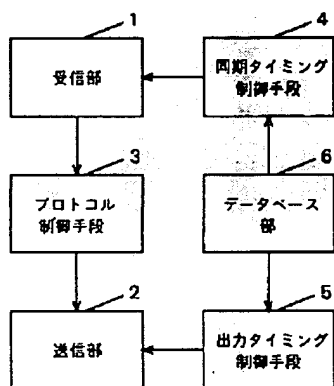 1
受信部
4
同期タイミング
制御手段
3
プロトコル
制御手段
6
データベース
部
2
送信部
5
出力タイミング
制御手段